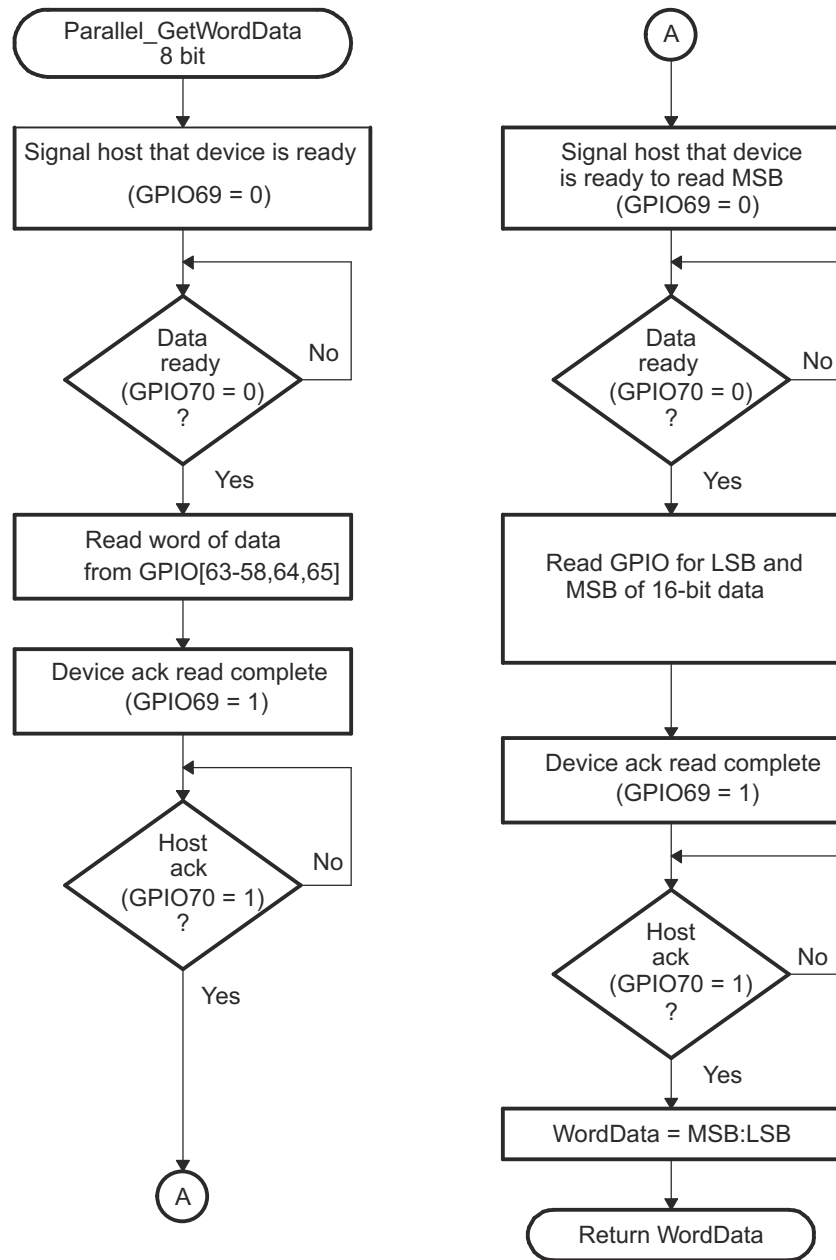 Parallel_GetWordData
8 bit
Signal host that device is ready
(GPIO69 = 0)
Data
ready
(GPIO70 = 0)
?
No
Yes
Read word of data
from GPIO[63-58,64,65]
Device ack read complete
(GPIO69 = 1)
Host
ack
(GPIO70 = 1)
?
No
Yes
A
A
Signal host that device
is ready to read MSB
(GPIO69 = 0)
Data
ready
(GPIO70 = 0)
?
No
Yes
Read GPIO for LSB and
MSB of 16-bit data
Device ack read complete
(GPIO69 = 1)
Host
ack
(GPIO70 = 1)
?
No
Yes
WordData = MSB:LSB
Return WordData